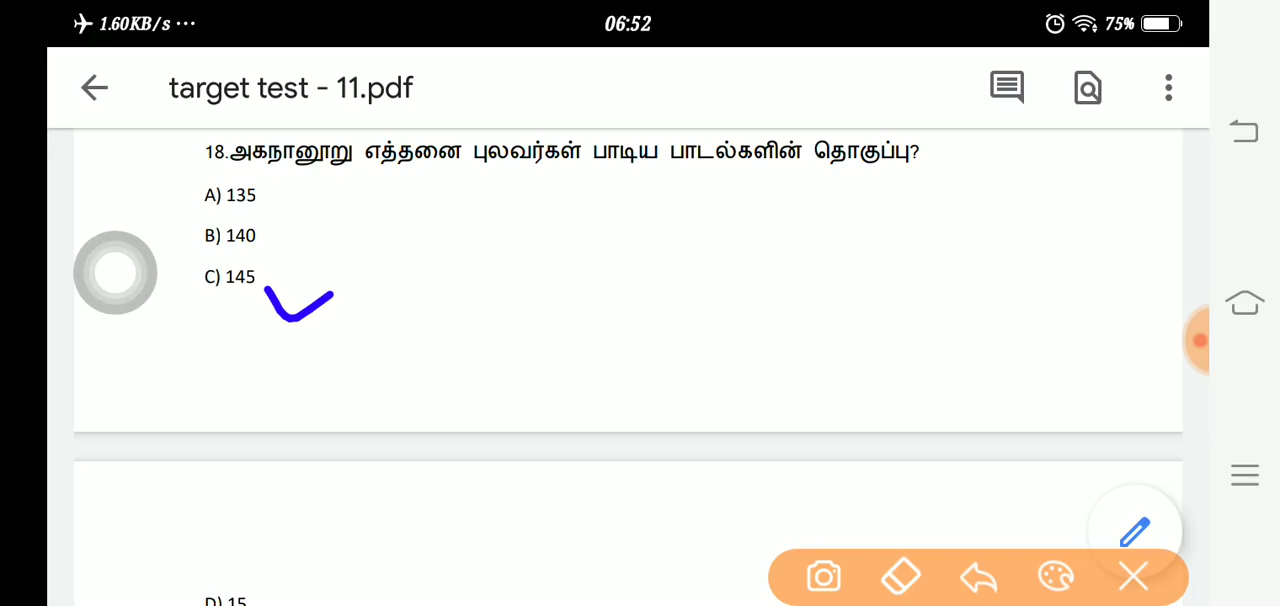 1.60KB/s ...
06:52
75%
target test - 11.pdf
18.அகநானூறு எத்தனை புலவர்கள் பாடிய பாடல்களின் தொகுப்பு?
A) 135
B) 140
C) 145
D) 15